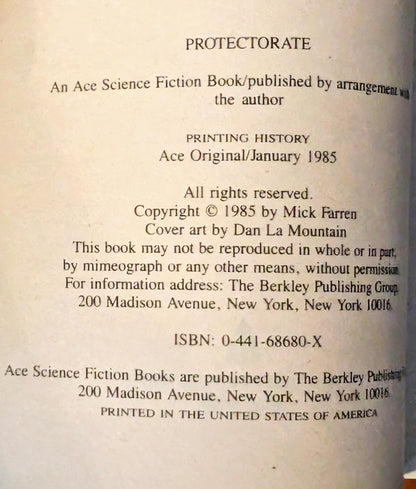 PROTECTORATE
An Ace Science Fiction Book/published by arrangement with
the author
PRINTING HISTORY
Ace Original/January 1985
All rights reserved.
Copyright © 1985 by Mick Farren
Cover art by Dan La Mountain
This book may not be reproduced in whole or in part,
by mimeograph or any other means, without permission.
For information address: The Berkley Publishing Group,
200 Madison Avenue, New York, New York 10016.
ISBN: 0-441-68680-X
Ace Science Fiction Books are published by The Berkley Publishing
200 Madison Avenue, New York, New York 10016.
PRINTED IN THE UNITED STATES OF AMERICA